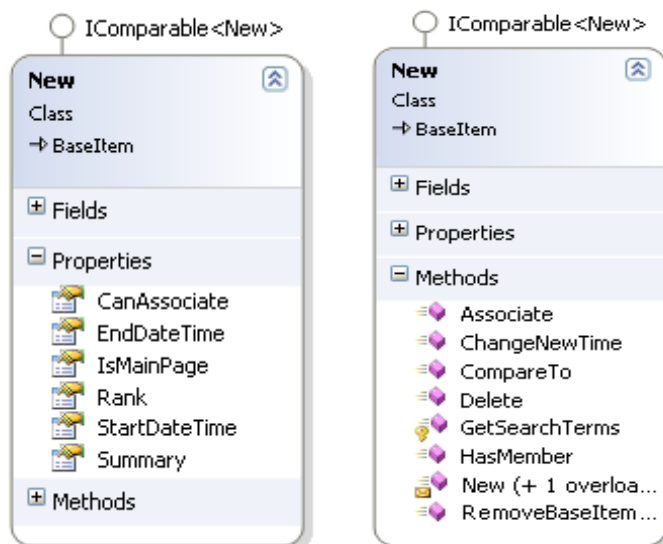 IComparable<New>
New
Class
BaseItem
Fields
Properties
CanAssociate
EndDateTime
IsMainPage
Rank
StartDateTime
Summary
Methods
IComparable<New>
New
Class
BaseItem
Fields
Properties
Methods
Associate
ChangeNewTime
CompareTo
Delete
GetSearchTerms
HasMember
New (+ 1 overloa...
RemoveBaseItem...